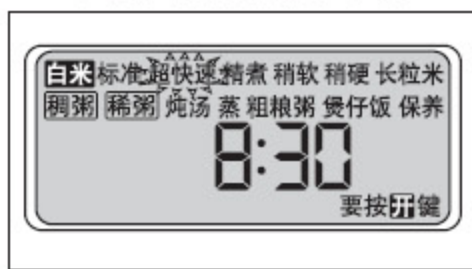 白米 标准 超快速 精煮 稍软 稍硬 长粒米
稠粥 稀粥 炖汤 蒸 粗粮粥 煲仔饭 保养
8:30
要按开键